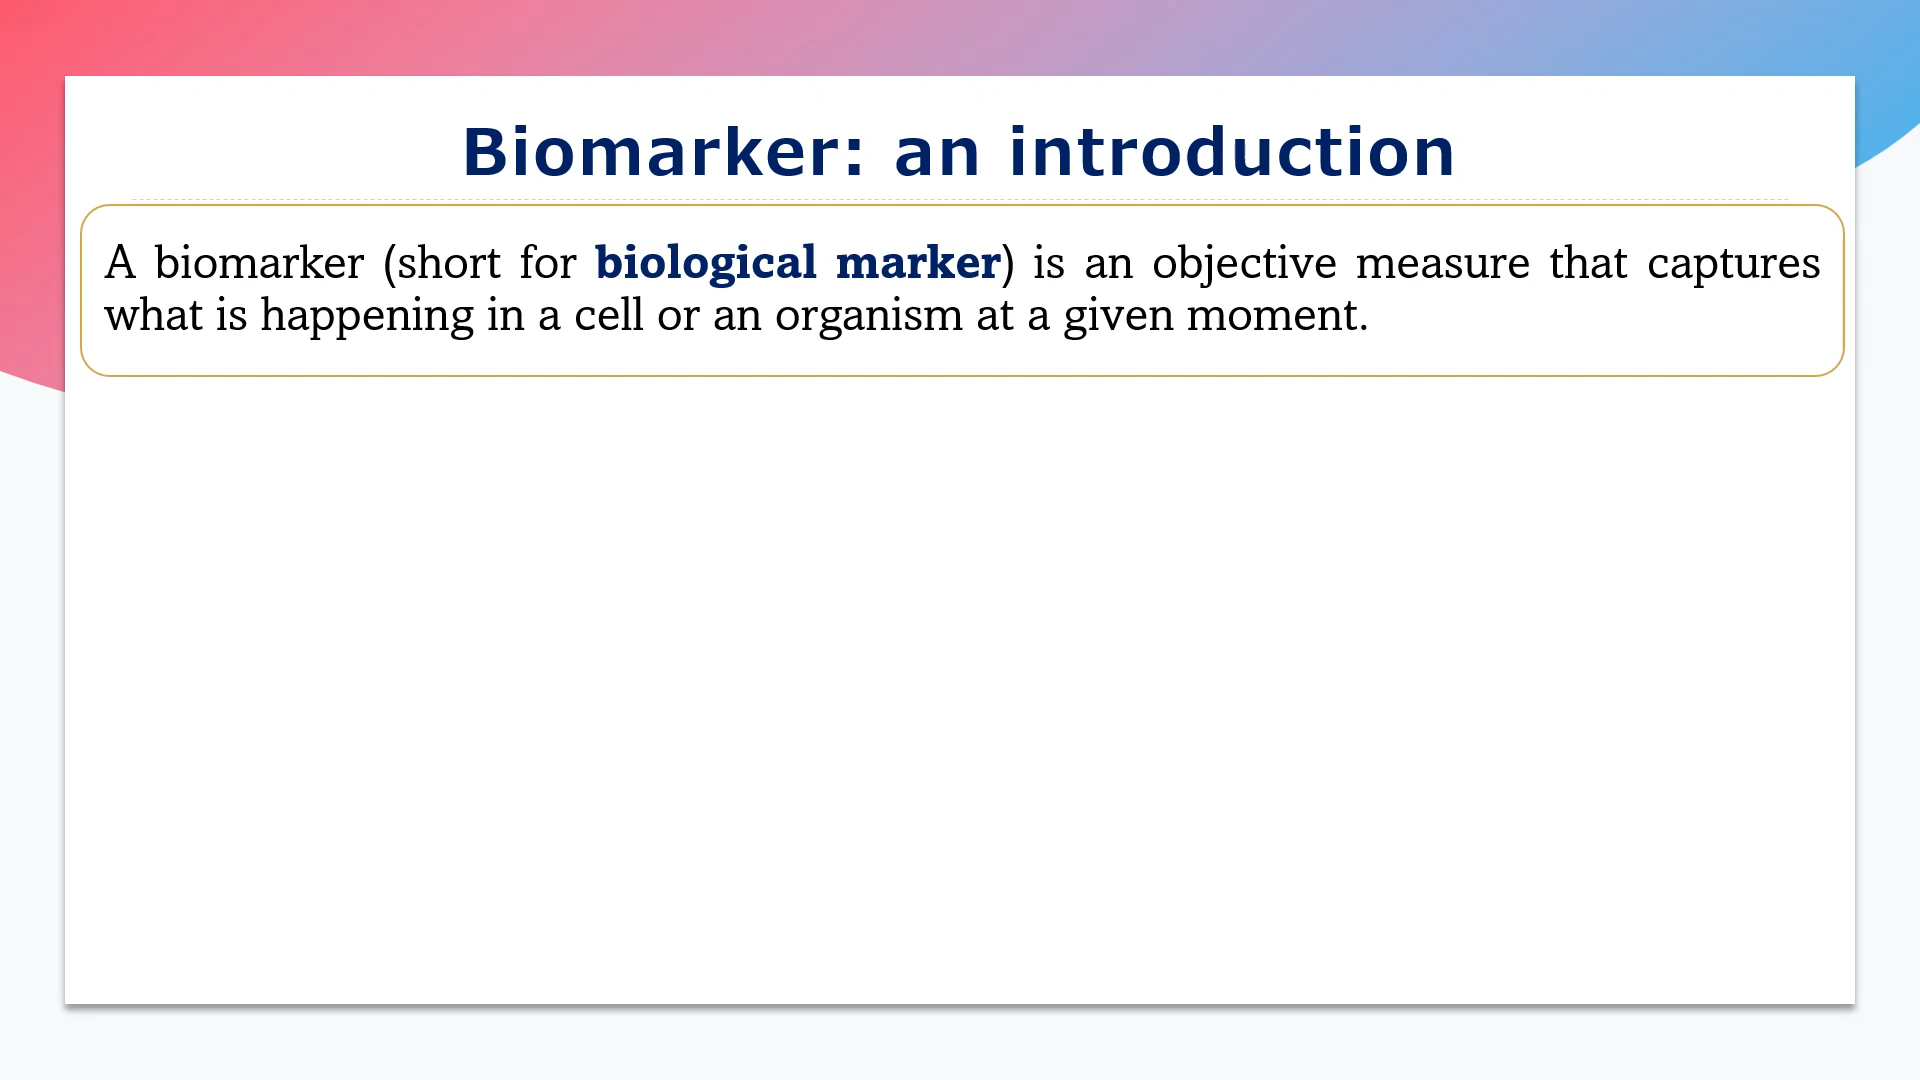 Biomarker: an introduction
A biomarker (short for biological marker) is an objective measure that captures
what is happening in a cell or an organism at a given moment.